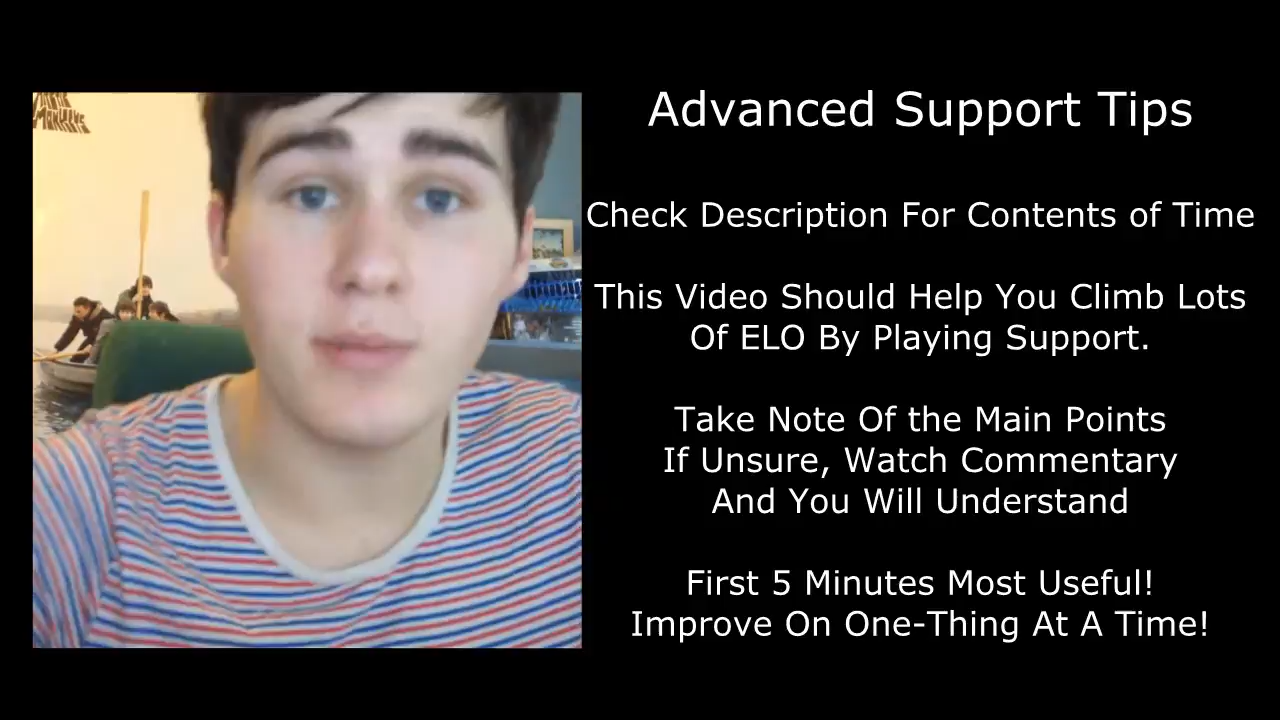 Advanced Support Tips
Check Description For Contents of Time
This Video Should Help You Climb Lots
Of ELO By Playing Support.
Take Note Of the Main Points
If Unsure, Watch Commentary
And You Will Understand
First 5 Minutes Most Useful!
Improve On One-Thing At A Time!